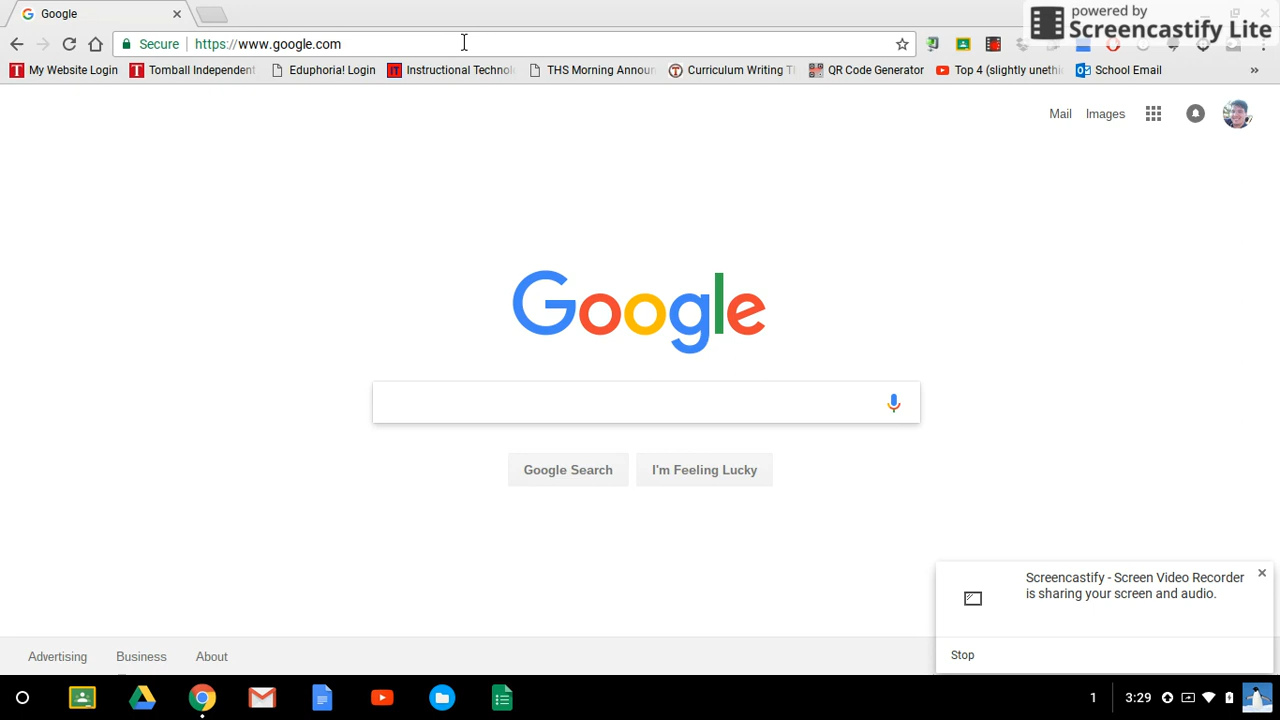 Google
powered by
Screencastify Lite
Secure
https://www.google.com
My Website Login
Tomball Independent
Eduphoria! Login
Instructional Techno
THS Morning Annou
Curriculum Writing T
QR Code Generator
Top 4 (slightly unethi
School Email
»
Mail
Images
Google
Google Search
I'm Feeling Lucky
Screencastify - Screen Video Recorder
is sharing your screen and audio.
Stop
Advertising
Business
About
1
3:29